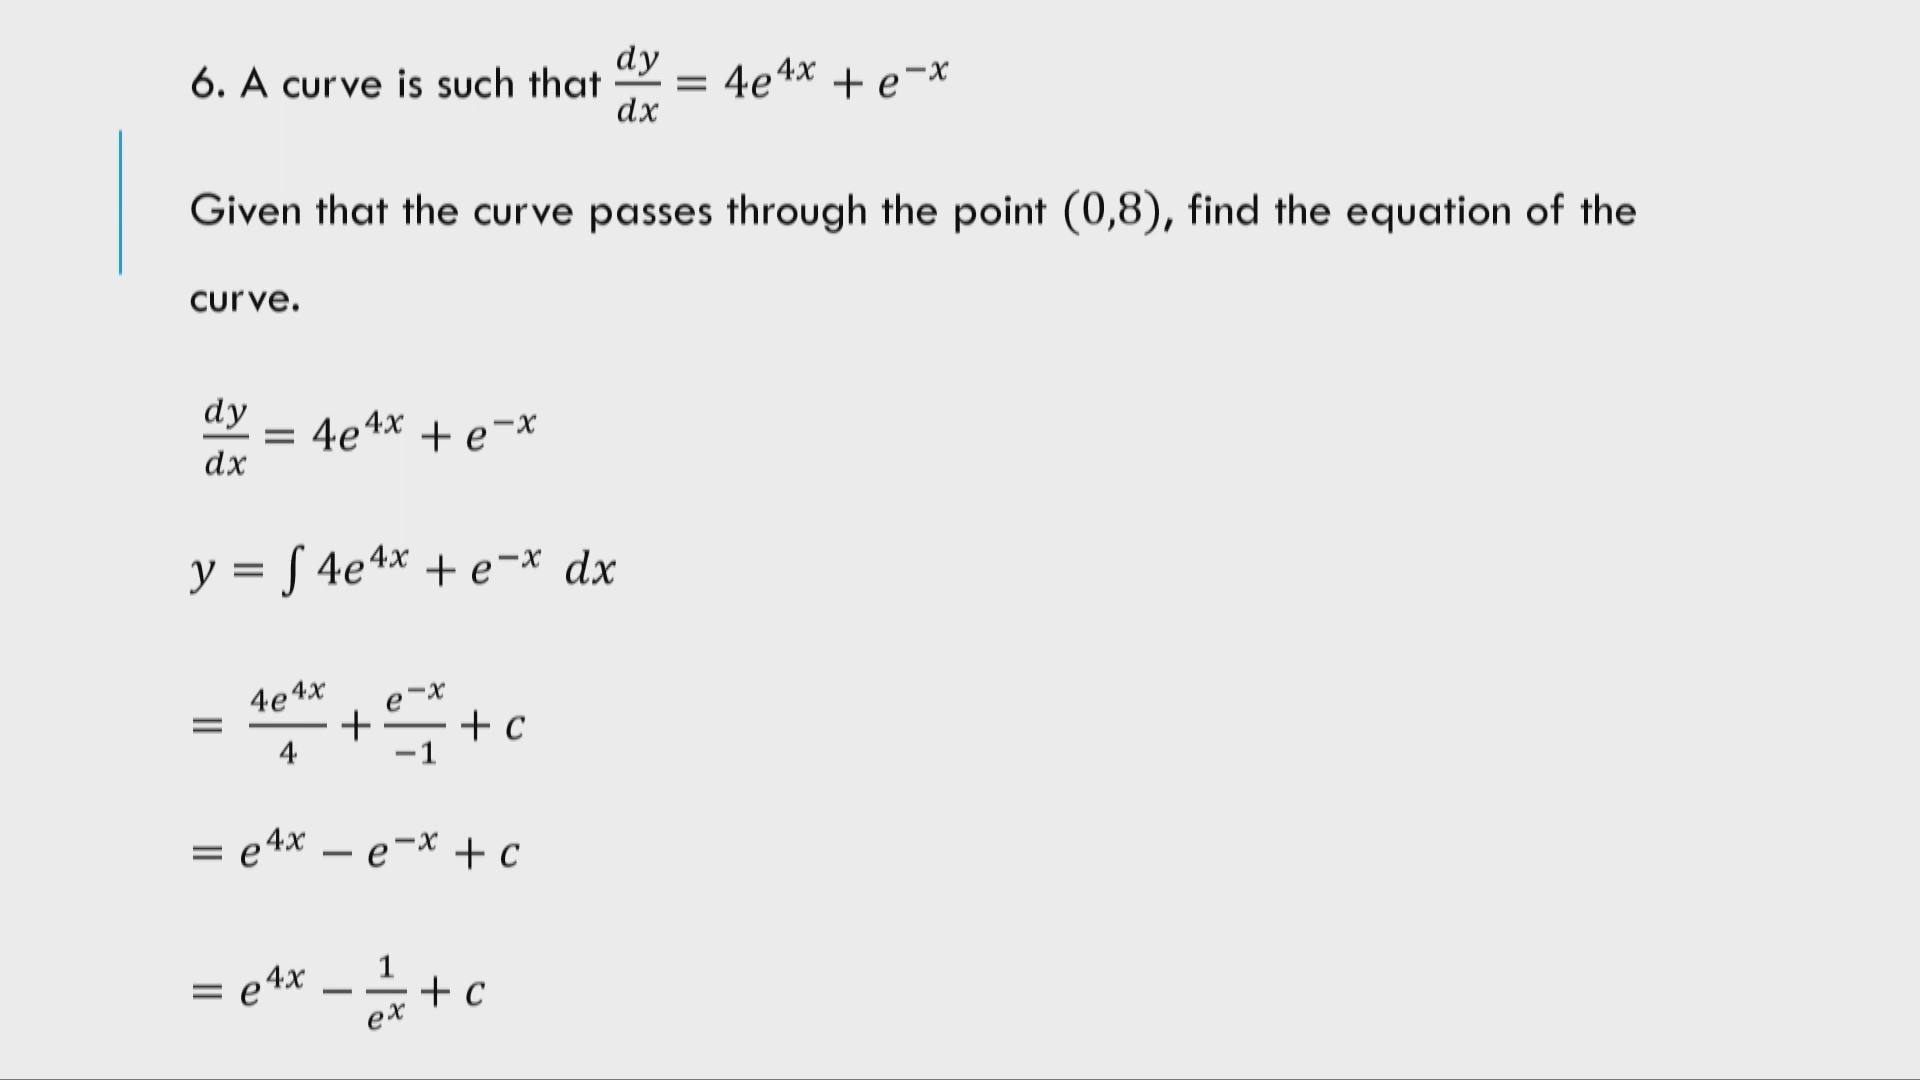 6. A curve is such that dy/dx = 4e^{4x} + e^{−x}
Given that the curve passes through the point (0,8), find the equation of the
curve.
dy/dx = 4e^{4x} + e^{−x}
y = ∫ 4e^{4x} + e^{−x} dx
= 4e^{4x}/4 + e^{−x}/−1 + c
= e^{4x} − e^{−x} + c
= e^{4x} − 1/e^{x} + c